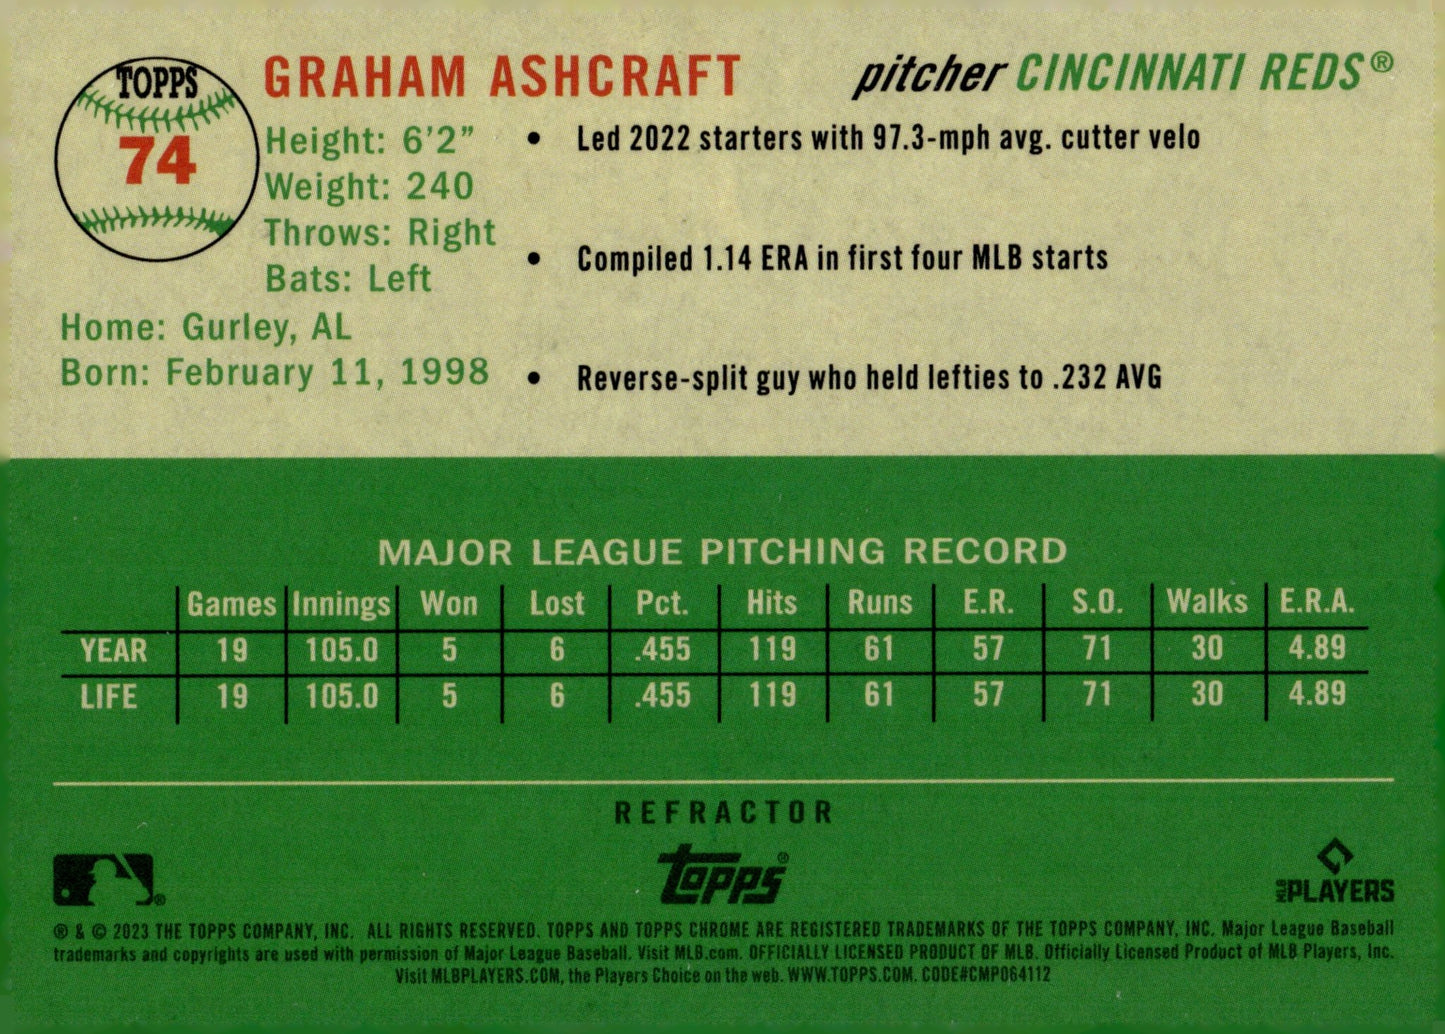 TOPPS
74
GRAHAM ASHCRAFT
pitcher CINCINNATI REDS®
Height: 6'2"
Weight: 240
Throws: Right
Bats: Left
Home: Gurley, AL
Born: February 11, 1998
• Led 2022 starters with 97.3-mph avg. cutter velo
• Compiled 1.14 ERA in first four MLB starts
• Reverse-split guy who held lefties to .232 AVG
MAJOR LEAGUE PITCHING RECORD
Games Innings Won Lost Pct. Hits Runs E.R. S.O. Walks E.R.A.
YEAR 19 105.0 5 6 .455 119 61 57 71 30 4.89
LIFE 19 105.0 5 6 .455 119 61 57 71 30 4.89
REFRACTOR
topps®
MLB PLAYERS
® & © 2023 THE TOPPS COMPANY, INC. ALL RIGHTS RESERVED. TOPPS AND TOPPS CHROME ARE REGISTERED TRADEMARKS OF THE TOPPS COMPANY, INC. Major League Baseball
trademarks and copyrights are used with permission of Major League Baseball. Visit MLB.com. OFFICIALLY LICENSED PRODUCT OF MLB. Officially Licensed Product of MLB Players, Inc.
Visit MLBPLAYERS.COM, the Players Choice on the web. WWW.TOPPS.COM. CODE#CMP064112